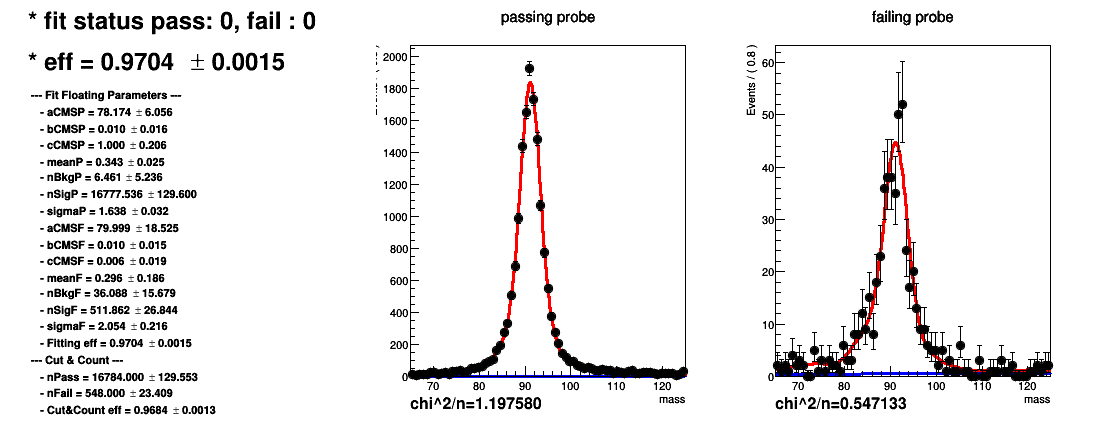 * fit status pass: 0, fail : 0
* eff = 0.9704 ± 0.0015
--- Fit Floating Parameters ---
- aCMSP = 78.174 ± 6.056
- bCMSP = 0.010 ± 0.016
- cCMSP = 1.000 ± 0.206
- meanP = 0.343 ± 0.025
- nBkgP = 6.461 ± 5.236
- nSigP = 16777.536 ± 129.600
- sigmaP = 1.638 ± 0.032
- aCMSF = 79.999 ± 18.525
- bCMSF = 0.010 ± 0.015
- cCMSF = 0.006 ± 0.019
- meanF = 0.296 ± 0.186
- nBkgF = 36.088 ± 15.679
- nSigF = 511.862 ± 26.844
- sigmaF = 2.054 ± 0.216
- Fitting eff = 0.9704 ± 0.0015
--- Cut & Count ---
- nPass = 16784.000 ± 129.553
- nFail = 548.000 ± 23.409
- Cut&Count eff = 0.9684 ± 0.0013
passing probe
2000
1800
1600
1400
1200
1000
800
600
400
200
0
70 80 90 100 110 120
mass
chi^2/n=1.197580
failing probe
Events / ( 0.8 )
60
50
40
30
20
10
0
70 80 90 100 110 120
mass
chi^2/n=0.547133